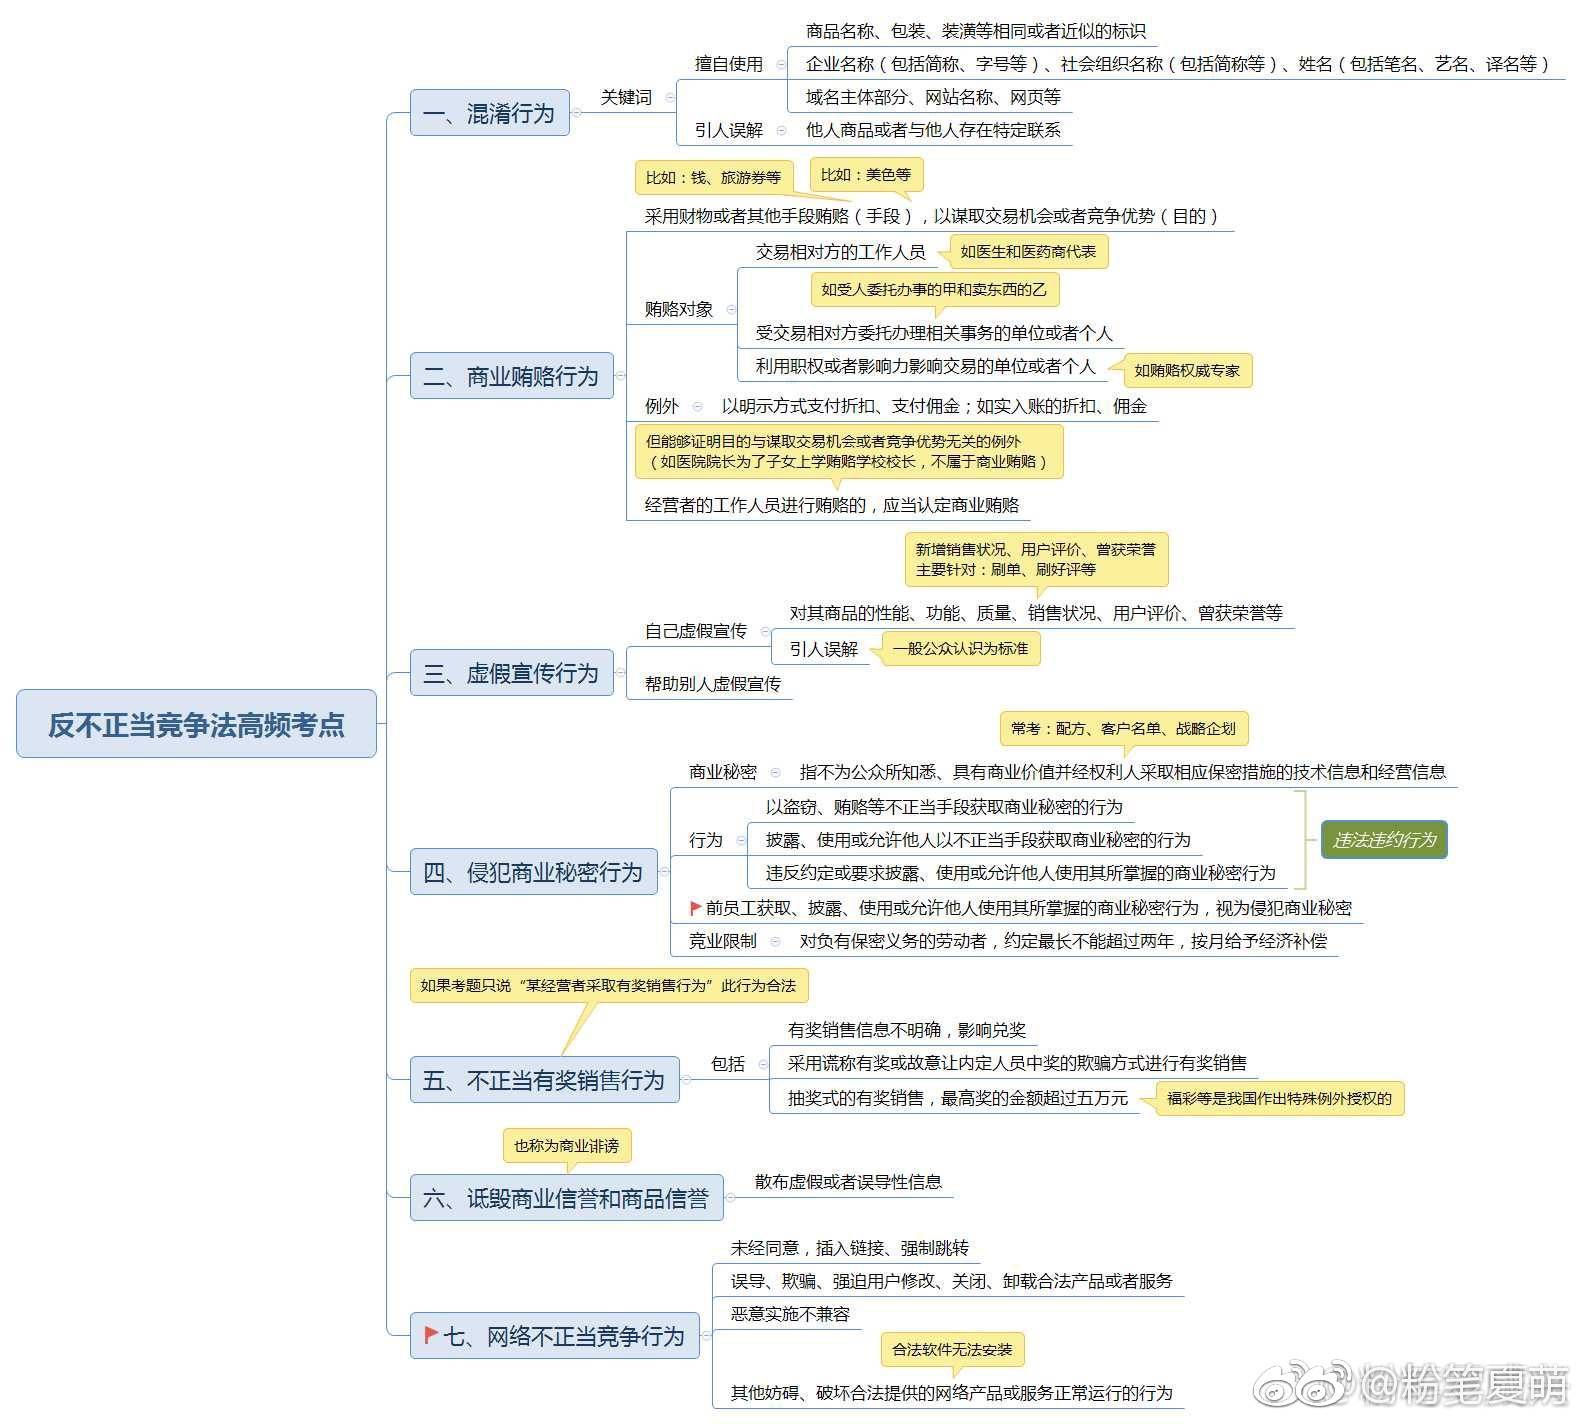 反不正当竞争法高频考点
一、混淆行为
关键词
擅自使用
商品名称、包装、装潢等相同或者近似的标识
企业名称（包括简称、字号等）、社会组织名称（包括简称等）、姓名（包括笔名、艺名、译名等）
域名主体部分、网站名称、网页等
引人误解
他人商品或者与他人存在特定联系
二、商业贿赂行为
比如：钱、旅游券等
比如：美色等
采用财物或者其他手段贿赂（手段），以谋取交易机会或者竞争优势（目的）
贿赂对象
交易相对方的工作人员
如医生和医药商代表
如受人委托办事的甲和卖东西的乙
受交易相对方委托办理相关事务的单位或者个人
利用职权或者影响力影响交易的单位或者个人
如贿赂权威专家
例外
以明示方式支付折扣、支付佣金；如实入账的折扣、佣金
但能够证明目的与谋取交易机会或者竞争优势无关的例外
（如医院院长为了子女上学贿赂学校校长，不属于商业贿赂）
经营者的工作人员进行贿赂的，应当认定商业贿赂
三、虚假宣传行为
自己虚假宣传
新增销售状况、用户评价、曾获荣誉
主要针对：刷单、刷好评等
对其商品的性能、功能、质量、销售状况、用户评价、曾获荣誉等
引人误解
一般公众认识为标准
帮助别人虚假宣传
四、侵犯商业秘密行为
常考：配方、客户名单、战略企划
商业秘密
指不为公众所知悉、具有商业价值并经权利人采取相应保密措施的技术信息和经营信息
行为
以盗窃、贿赂等不正当手段获取商业秘密的行为
披露、使用或允许他人以不正当手段获取商业秘密的行为
违反约定或要求披露、使用或允许他人使用其所掌握的商业秘密行为
违法违约行为
前员工获取、披露、使用或允许他人使用其所掌握的商业秘密行为，视为侵犯商业秘密
竞业限制
对负有保密义务的劳动者，约定最长不能超过两年，按月给予经济补偿
如果考题只说“某经营者采取有奖销售行为”此行为合法
五、不正当有奖销售行为
包括
有奖销售信息不明确，影响兑奖
采用谎称有奖或故意让内定人员中奖的欺骗方式进行有奖销售
抽奖式的有奖销售，最高奖的金额超过五万元
福彩等是我国作出特殊例外授权的
也称为商业诽谤
六、诋毁商业信誉和商品信誉
散布虚假或者误导性信息
七、网络不正当竞争行为
未经同意，插入链接、强制跳转
误导、欺骗、强迫用户修改、关闭、卸载合法产品或者服务
恶意实施不兼容
合法软件无法安装
其他妨碍、破坏合法提供的网络产品或服务正常运行的行为
@粉笔夏萌